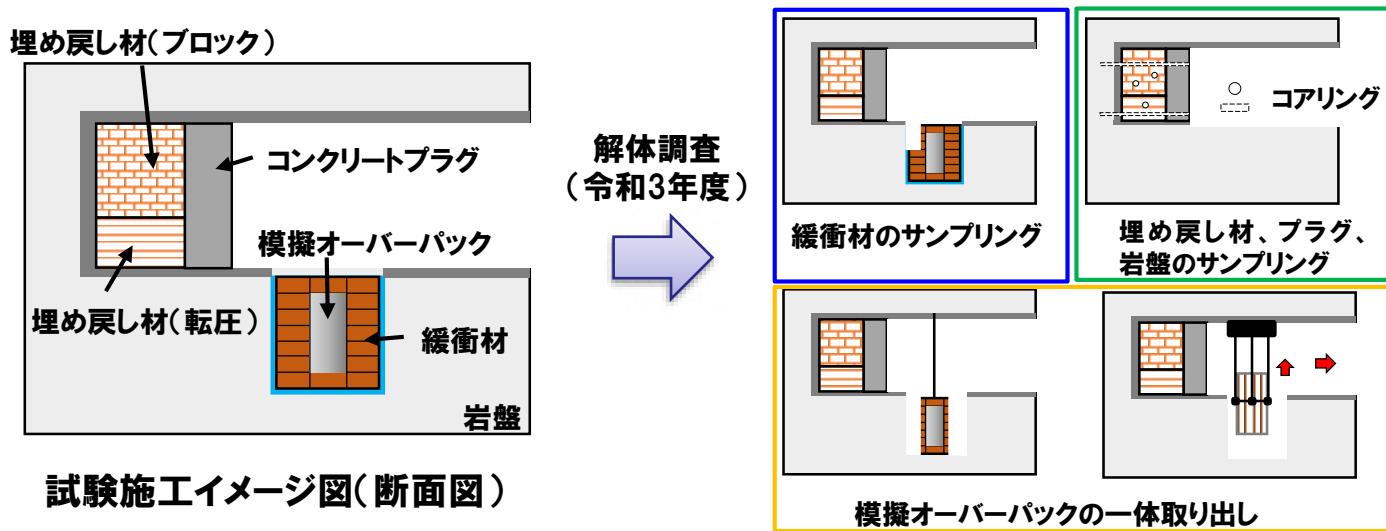 埋め戻し材(ブロック)
コンクリートプラグ
模擬オーバーパック
埋め戻し材(転圧)
緩衝材
岩盤
試験施工イメージ図(断面図)
解体調査
(令和3年度)
緩衝材のサンプリング
コアリング
埋め戻し材、プラグ、
岩盤のサンプリング
模擬オーバーパックの一体取り出し